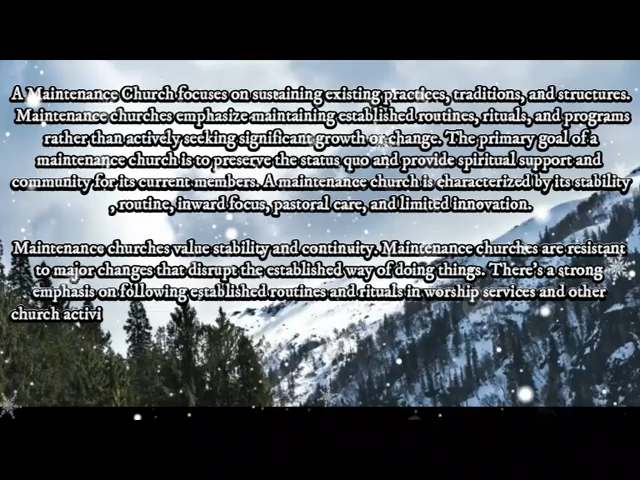 A Maintenance Church focuses on sustaining existing practices, traditions, and structures.
Maintenance churches emphasize maintaining established routines, rituals, and programs
rather than actively seeking significant growth or change. The primary goal of a
maintenance church is to preserve the status quo and provide spiritual support and
community for its current members. A maintenance church is characterized by its stability
, routine, inward focus, pastoral care, and limited innovation.
Maintenance churches value stability and continuity. Maintenance churches are resistant
to major changes that disrupt the established way of doing things. There's a strong
emphasis on following established routines and rituals in worship services and other
church activi